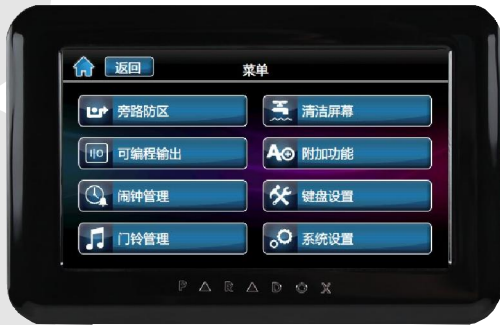 返回
菜单
旁路防区
清洁屏幕
I|O 可编程输出
A 附加功能
闹钟管理
键盘设置
门铃管理
系统设置
PARADOX